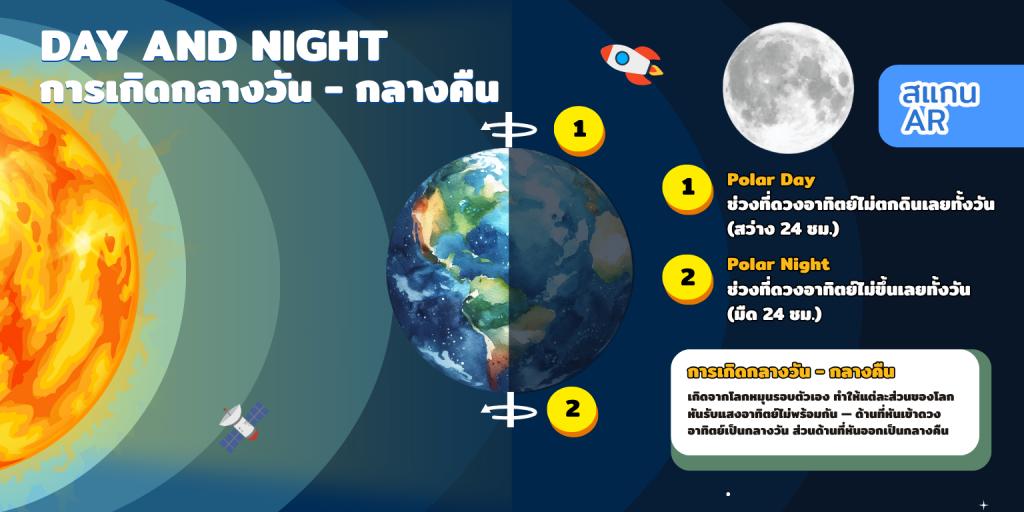 DAY AND NIGHT
การเกิดกลางวัน - กลางคืน
สแกน
AR
1
1
Polar Day
ช่วงที่ดวงอาทิตย์ไม่ตกดินเลยทั้งวัน
(สว่าง 24 ชม.)
2
Polar Night
ช่วงที่ดวงอาทิตย์ไม่ขึ้นเลยทั้งวัน
(มืด 24 ชม.)
2
การเกิดกลางวัน - กลางคืน
เกิดจากโลกหมุนรอบตัวเอง ทำให้แต่ละส่วนของโลก
หันรับแสงอาทิตย์ไม่พร้อมกัน — ด้านที่หันเข้าดวง
อาทิตย์เป็นกลางวัน ส่วนด้านที่หันออกเป็นกลางคืน